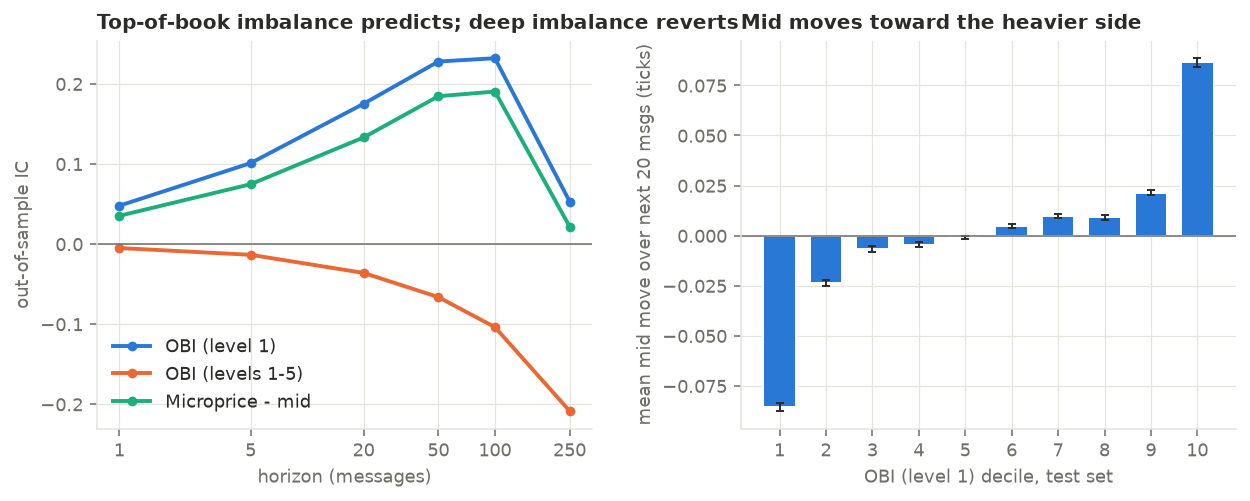 Top-of-book imbalance predicts; deep imbalance reverts
out-of-sample IC
0.2
0.1
0.0
−0.1
−0.2
OBI (level 1)
OBI (levels 1-5)
Microprice - mid
1 5 20 50 100 250
horizon (messages)
Mid moves toward the heavier side
mean mid move over next 20 msgs (ticks)
0.075
0.050
0.025
0.000
−0.025
−0.050
−0.075
1 2 3 4 5 6 7 8 9 10
OBI (level 1) decile, test set